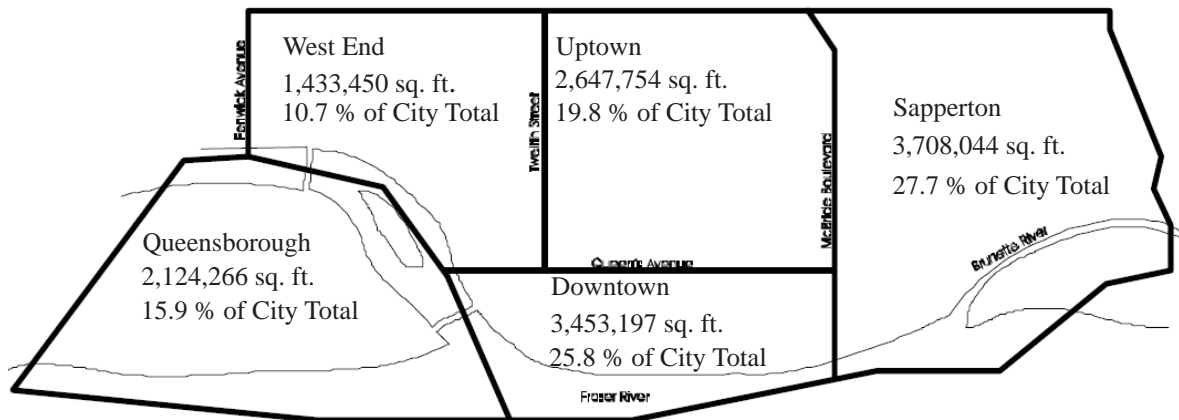 West End
1,433,450 sq. ft.
10.7 % of City Total
Uptown
2,647,754 sq. ft.
19.8 % of City Total
Sapperton
3,708,044 sq. ft.
27.7 % of City Total
Queensborough
2,124,266 sq. ft.
15.9 % of City Total
Downtown
3,453,197 sq. ft.
25.8 % of City Total
Fenwick Avenue
Twelfth Street
McBride Boulevard
Queen's Avenue
Brunette River
Fraser River